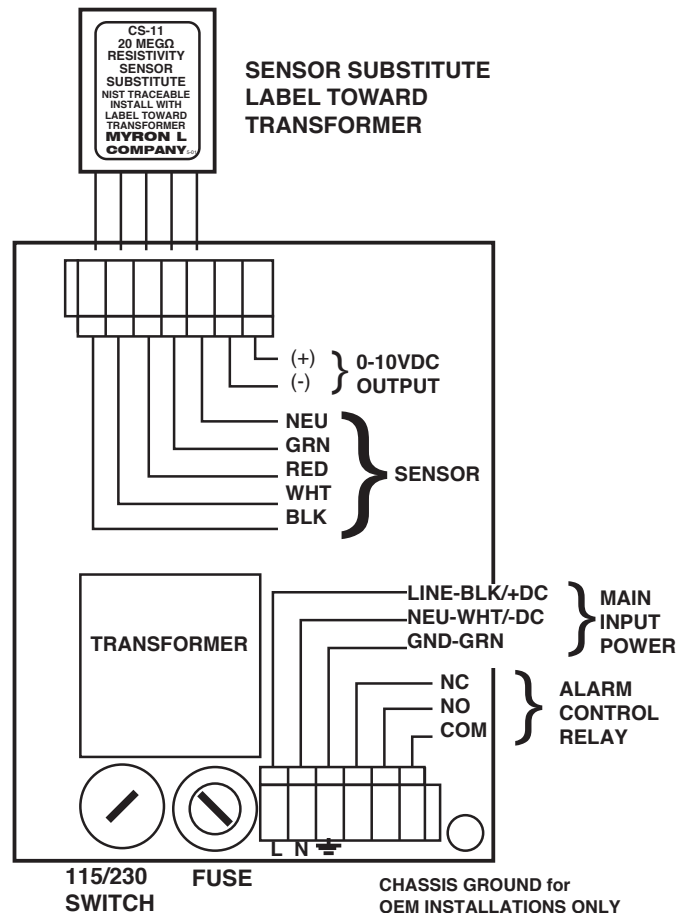 CS-11
20 MEGΩ
RESISTIVITY
SENSOR
SUBSTITUTE
NIST TRACEABLE
INSTALL WITH
LABEL TOWARD
TRANSFORMER
MYRON L
COMPANY
SENSOR SUBSTITUTE
LABEL TOWARD
TRANSFORMER
(+)
(-)
0-10VDC
OUTPUT
NEU
GRN
RED
WHT
BLK
SENSOR
TRANSFORMER
LINE-BLK/+DC
NEU-WHT/-DC
GND-GRN
MAIN
INPUT
POWER
NC
NO
COM
ALARM
CONTROL
RELAY
L N
115/230
SWITCH
FUSE
CHASSIS GROUND for
OEM INSTALLATIONS ONLY